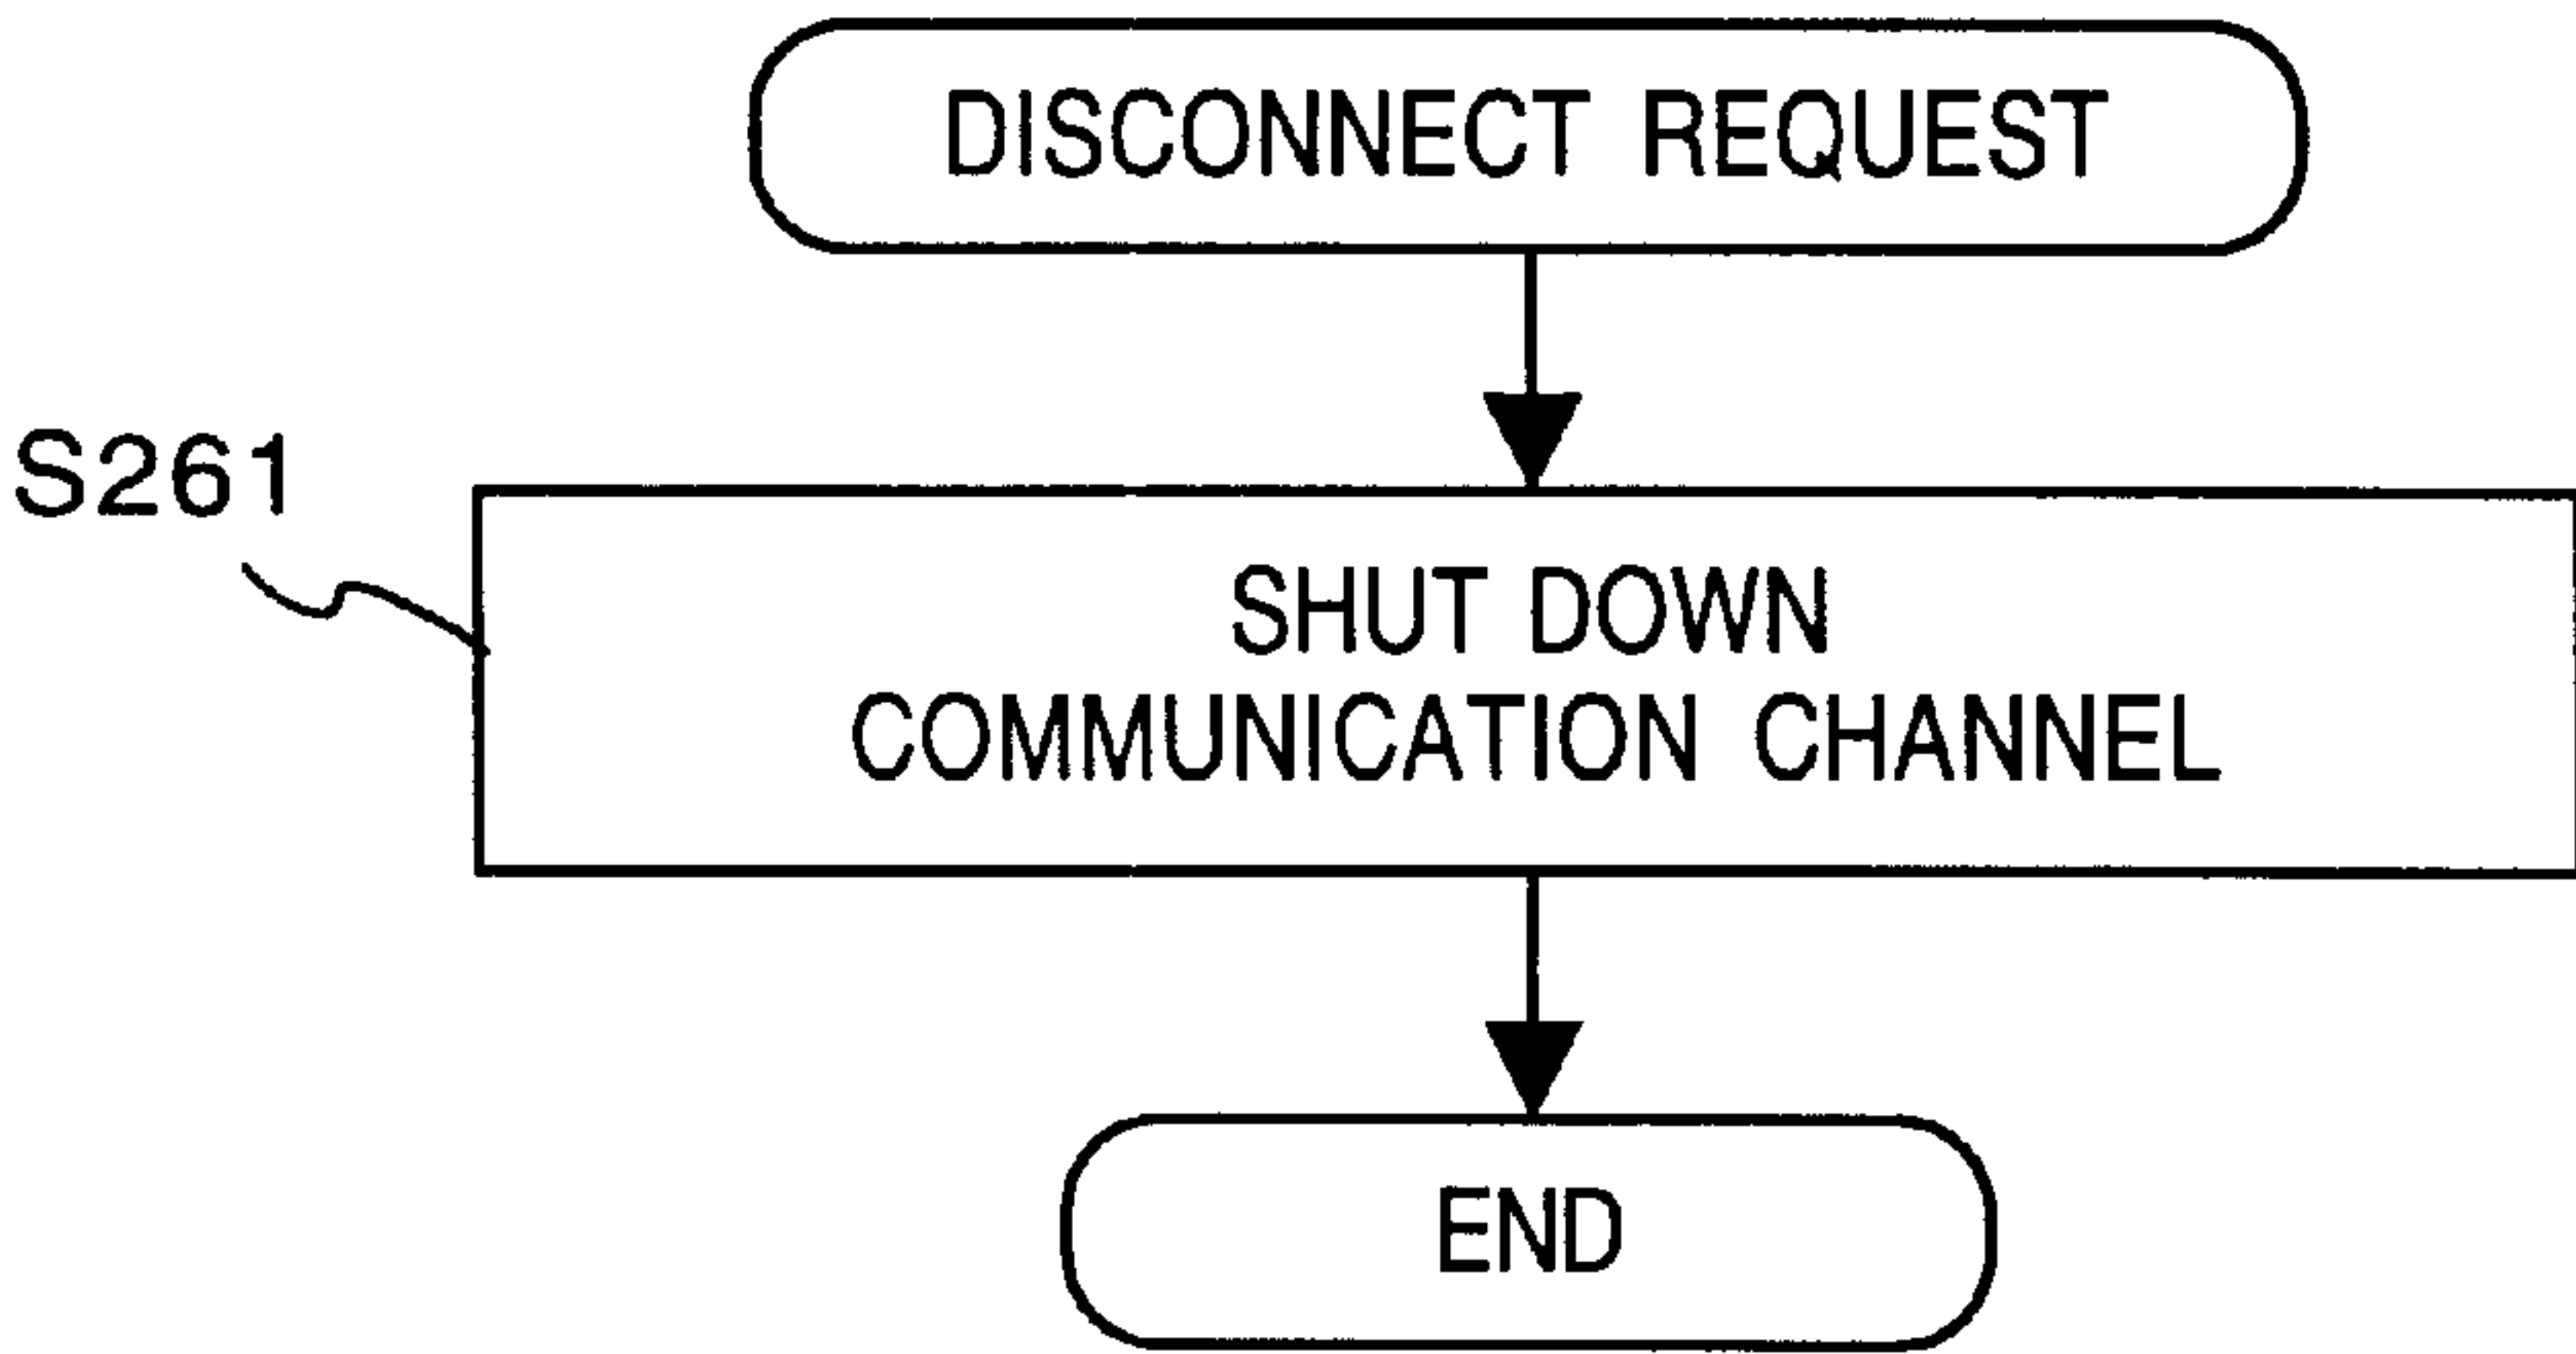 DISCONNECT REQUEST
S261
SHUT DOWN
COMMUNICATION CHANNEL
END